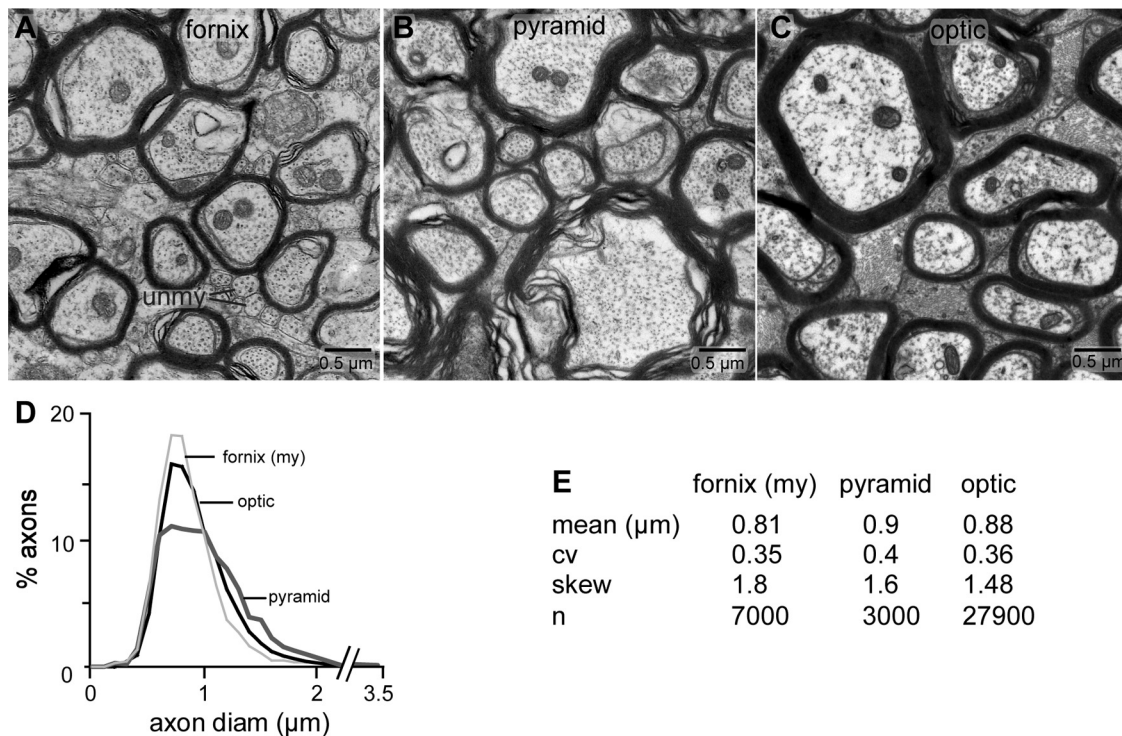 A fornix
unmy
0.5 µm
B pyramid
0.5 µm
C optic
0.5 µm
D
20
10
0
% axons
fornix (my)
optic
pyramid
0 1 2 3.5
axon diam (µm)
E fornix (my) pyramid optic
mean (µm) 0.81 0.9 0.88
cv 0.35 0.4 0.36
skew 1.8 1.6 1.48
n 7000 3000 27900